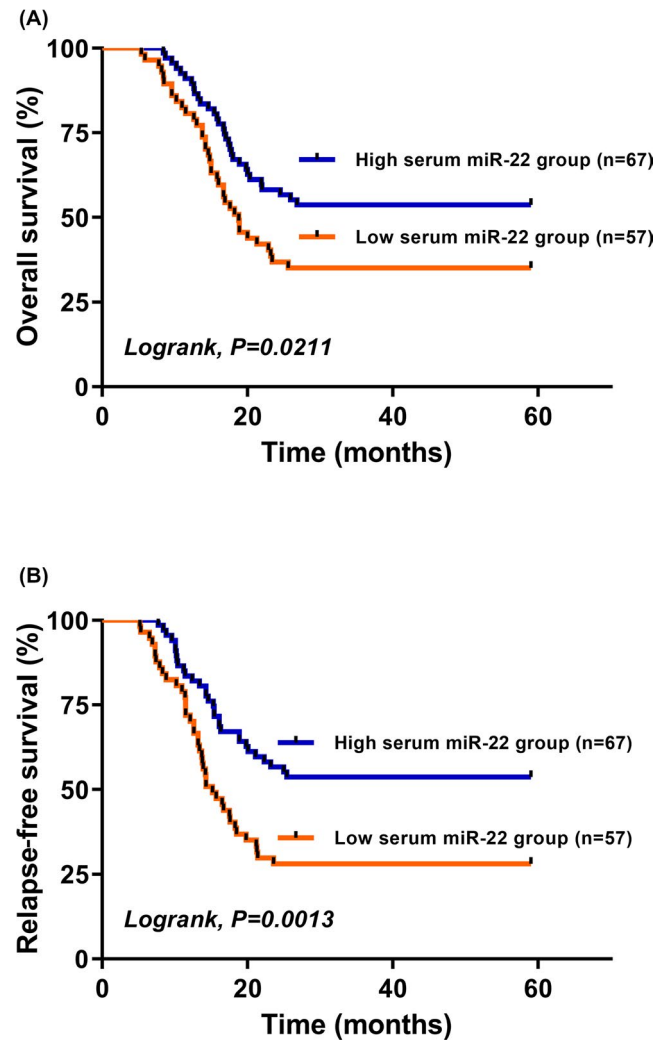 (A)
Overall survival (%)
100
75
50
25
0
High serum miR-22 group (n=67)
Low serum miR-22 group (n=57)
Logrank, P=0.0211
0 20 40 60
Time (months)
(B)
Relapse-free survival (%)
100
75
50
25
0
High serum miR-22 group (n=67)
Low serum miR-22 group (n=57)
Logrank, P=0.0013
0 20 40 60
Time (months)